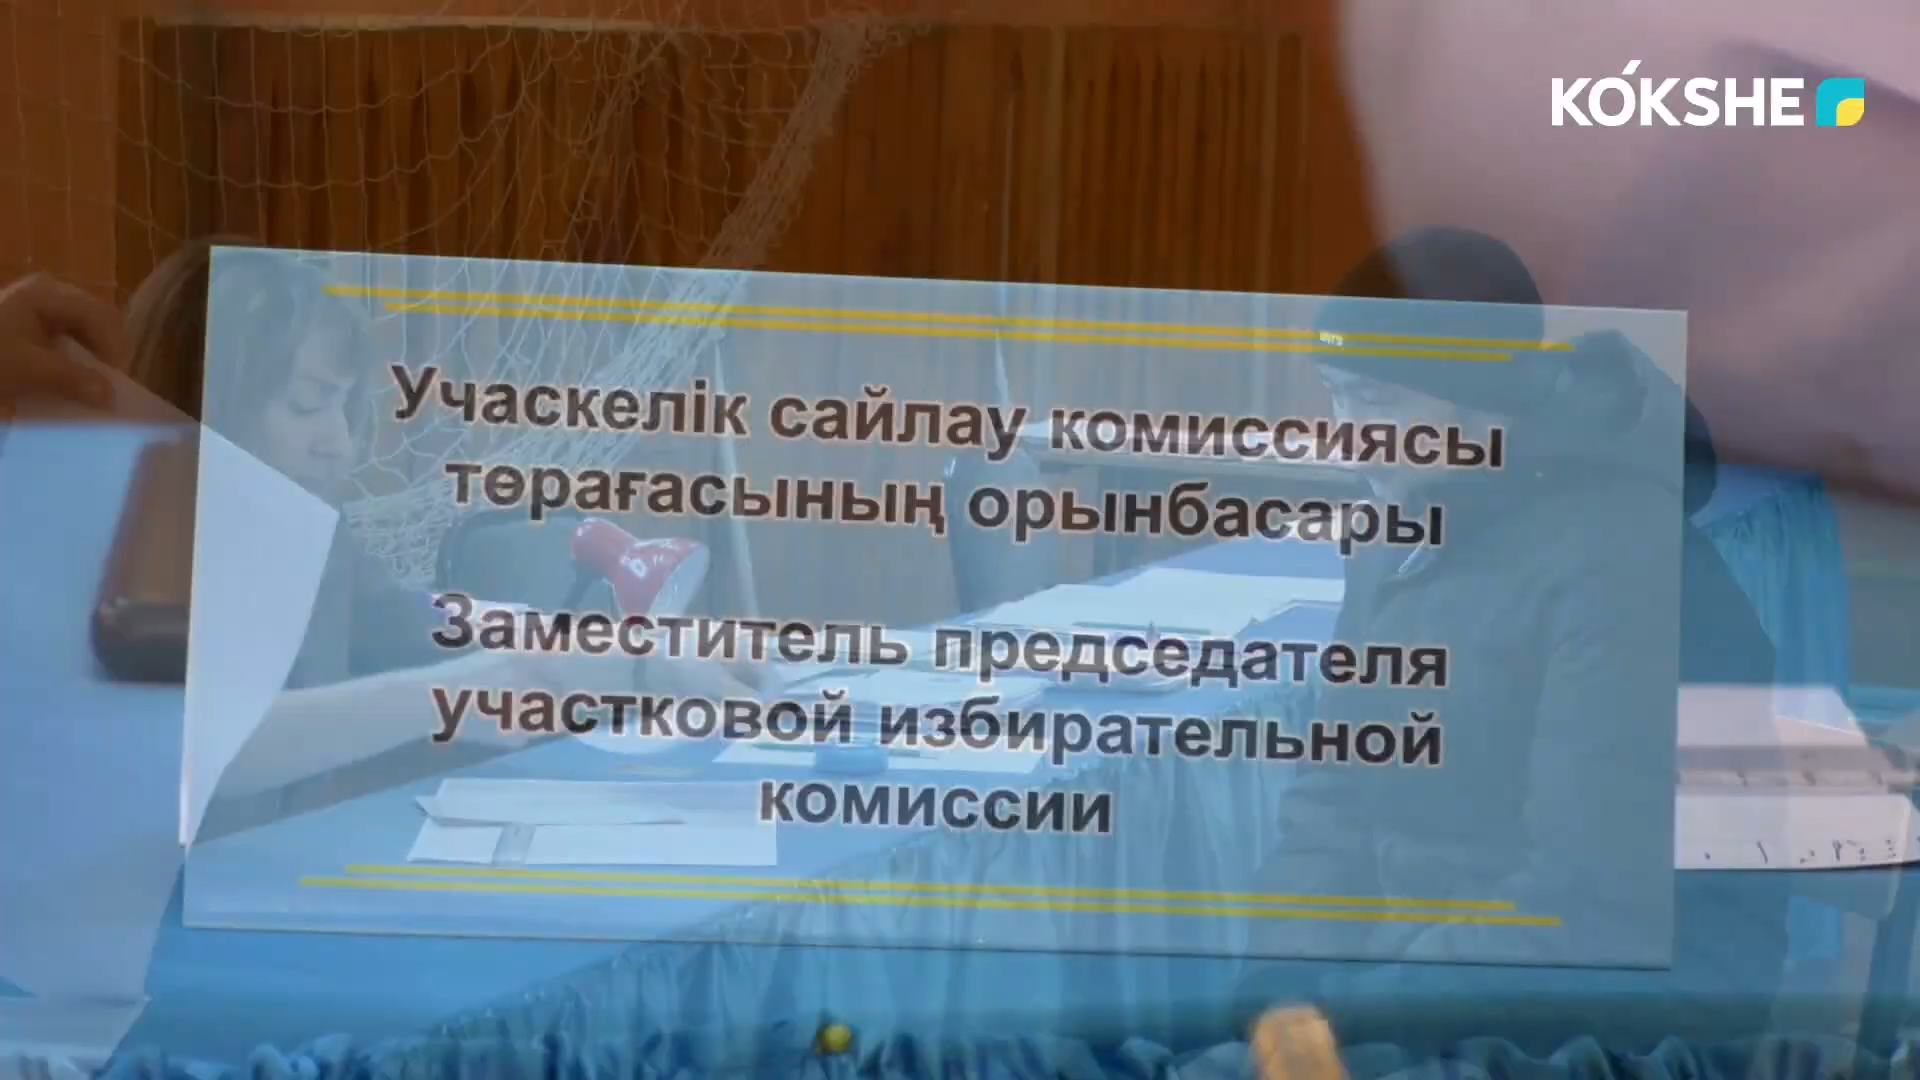 KÓKSHE
Учаскелік сайлау комиссиясы
төрағасының орынбасары
Заместитель председателя
участковой избирательной
комиссии